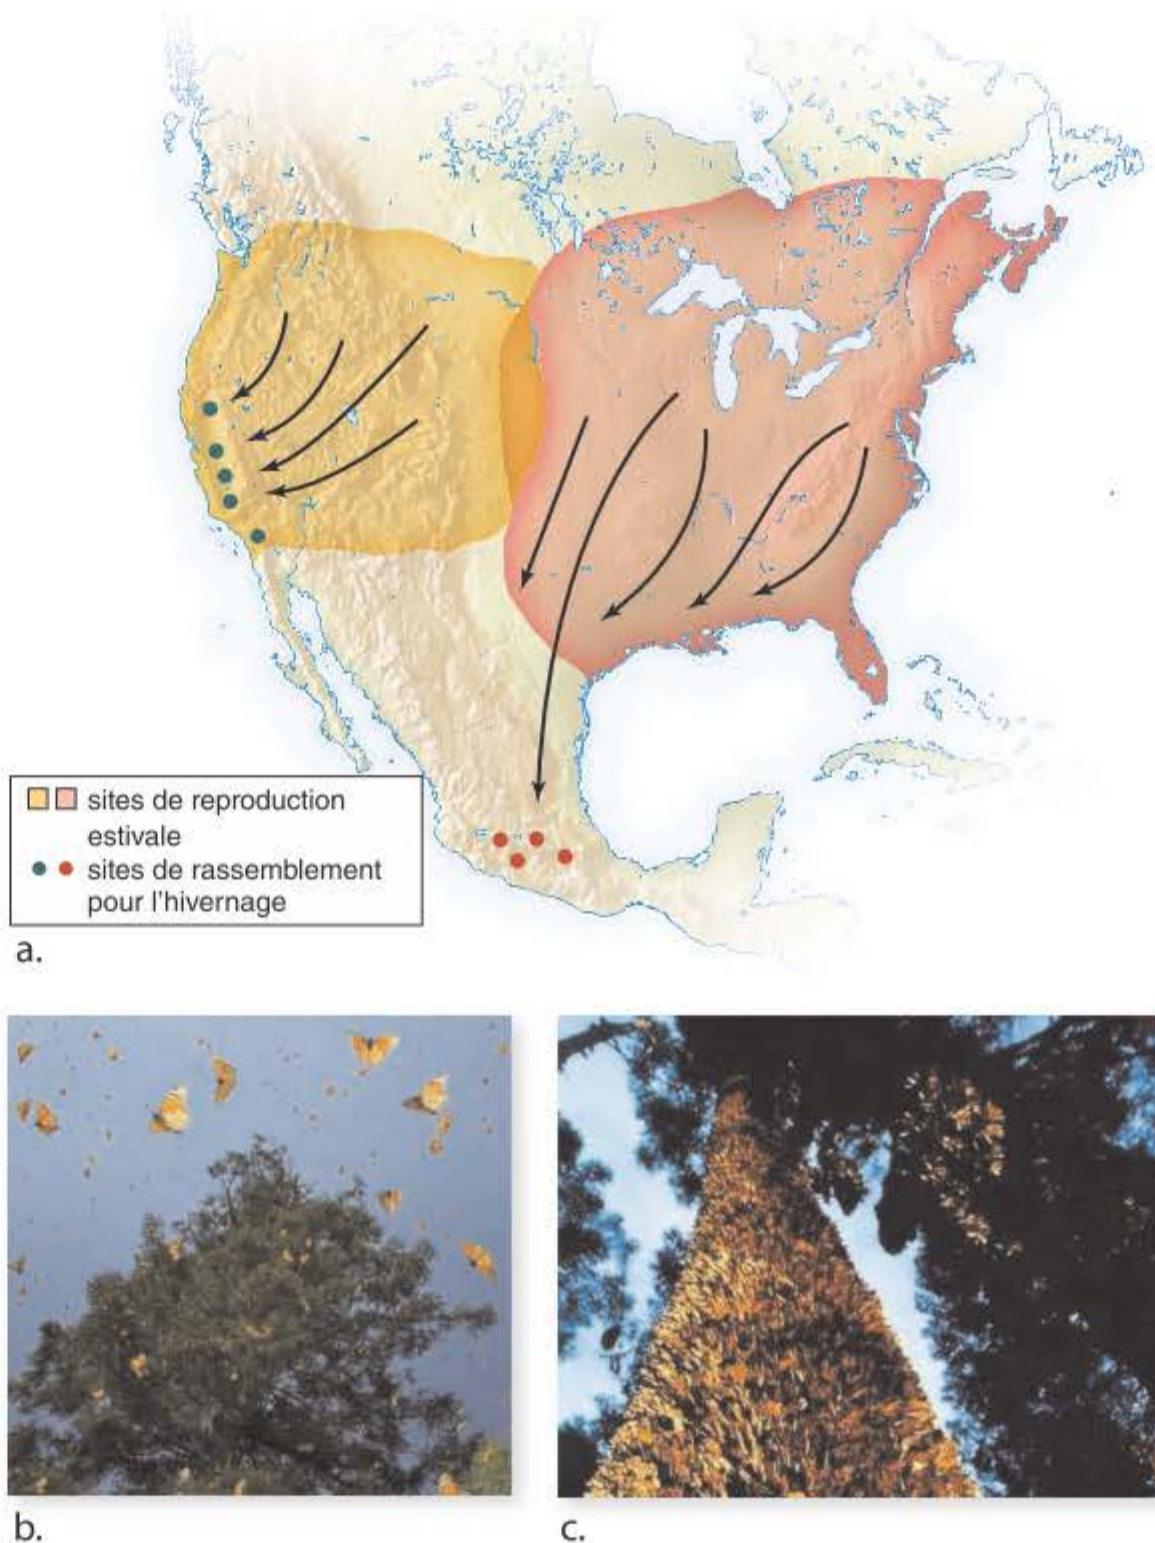 sites de reproduction
estivale
sites de rassemblement
pour l'hivernage
a.
b.
c.